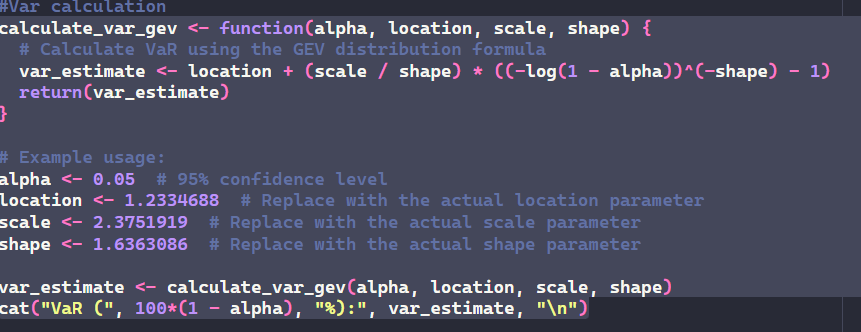 #Var calculation
calculate_var_gev <- function(alpha, location, scale, shape) {
  # Calculate VaR using the GEV distribution formula
  var_estimate <- location + (scale / shape) * ((-log(1 - alpha))^(-shape) - 1)
  return(var_estimate)
}

# Example usage:
alpha <- 0.05  # 95% confidence level
location <- 1.2334688  # Replace with the actual location parameter
scale <- 2.3751919  # Replace with the actual scale parameter
shape <- 1.6363086  # Replace with the actual shape parameter

var_estimate <- calculate_var_gev(alpha, location, scale, shape)
cat("VaR (", 100*(1 - alpha), "%):", var_estimate, "\n")